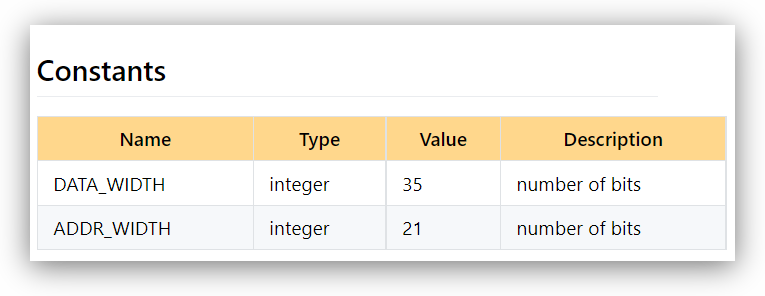 Constants
Name Type Value Description
DATA_WIDTH integer 35 number of bits
ADDR_WIDTH integer 21 number of bits